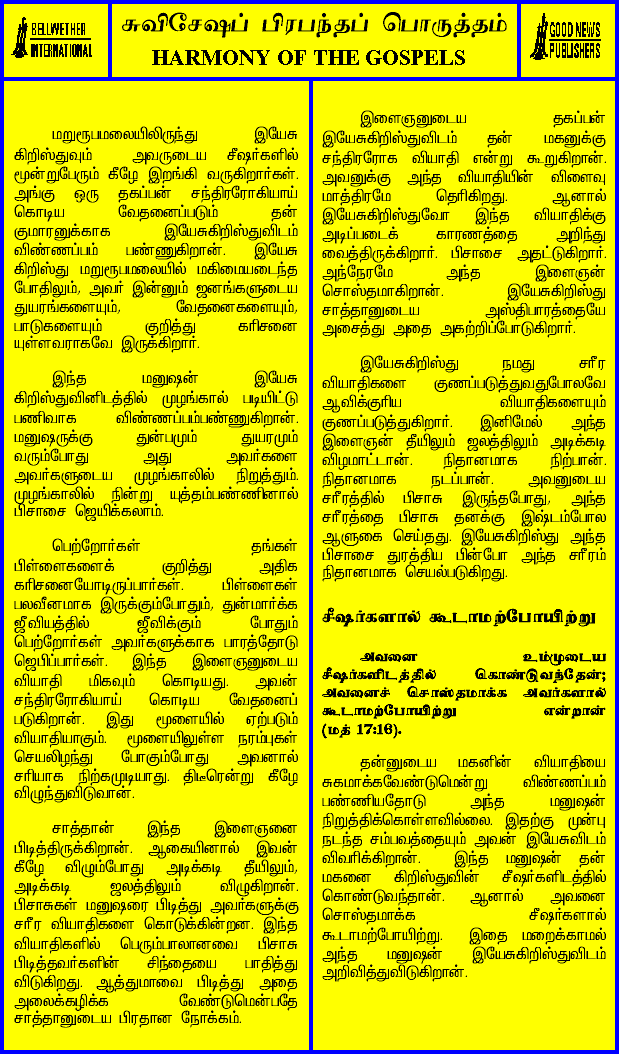 BELLWETHER
INTERNATIONAL
சுவிசேஷப் பிரபந்தப் பொருத்தம்
HARMONY OF THE GOSPELS
GOOD NEWS
PUBLISHERS
மறுரூபமலையிலிருந்து இயேசு
கிறிஸ்துவும் அவருடைய சீஷர்களில்
மூன்றுபேரும் கீழே இறங்கி வருகிறார்கள்.
அங்கு ஒரு தகப்பன் சந்திரரோகியாய்
கொடிய வேதனைப்படும் தன்
குமாரனுக்காக இயேசுகிறிஸ்துவிடம்
விண்ணப்பம் பண்ணுகிறான். இயேசு
கிறிஸ்து மறுரூபமலையில் மகிமையடைந்த
போதிலும், அவர் இன்னும் ஜனங்களுடைய
துயரங்களையும், வேதனைகளையும்,
பாடுகளையும் குறித்து கரிசனை
யுள்ளவராகவே இருக்கிறார்.
இந்த மனுஷன் இயேசு
கிறிஸ்துவினிடத்தில் முழங்கால் படியிட்டு
பணிவாக விண்ணப்பம்பண்ணுகிறான்.
மனுஷருக்கு துன்பமும் துயரமும்
வரும்போது அது அவர்களை
அவர்களுடைய முழங்காலில் நிறுத்தும்.
முழங்காலில் நின்று யுத்தம்பண்ணினால்
பிசாசை ஜெயிக்கலாம்.
பெற்றோர்கள் தங்கள்
பிள்ளைகளைக் குறித்து அதிக
கரிசனையோடிருப்பார்கள். பிள்ளைகள்
பலவீனமாக இருக்கும்போதும், துன்மார்க்க
ஜீவியத்தில் ஜீவிக்கும் போதும்
பெற்றோர்கள் அவர்களுக்காக பாரத்தோடு
ஜெபிப்பார்கள். இந்த இளைஞனுடைய
வியாதி மிகவும் கொடியது. அவன்
சந்திரரோகியாய் கொடிய வேதனைப்
படுகிறான். இது மூளையில் ஏற்படும்
வியாதியாகும். மூளையிலுள்ள நரம்புகள்
செயலிழந்து போகும்போது அவனால்
சரியாக நிற்கமுடியாது. திடீரென்று கீழே
விழுந்துவிடுவான்.
சாத்தான் இந்த இளைஞனை
பிடித்திருக்கிறான். ஆகையினால் இவன்
கீழே விழும்போது அடிக்கடி தீயிலும்,
அடிக்கடி ஜலத்திலும் விழுகிறான்.
பிசாசுகள் மனுஷரை பிடித்து அவர்களுக்கு
சரீர வியாதிகளை கொடுக்கின்றன. இந்த
வியாதிகளில் பெரும்பாலானவை பிசாசு
பிடித்தவர்களின் சிந்தையை பாதித்து
விடுகிறது. ஆத்துமாவை பிடித்து அதை
அலைக்கழிக்க வேண்டுமென்பதே
சாத்தானுடைய பிரதான நோக்கம்.
இளைஞனுடைய தகப்பன்
இயேசுகிறிஸ்துவிடம் தன் மகனுக்கு
சந்திரரோக வியாதி என்று கூறுகிறான்.
அவனுக்கு அந்த வியாதியின் விளைவு
மாத்திரமே தெரிகிறது. ஆனால்
இயேசுகிறிஸ்துவோ இந்த வியாதிக்கு
அடிப்படைக் காரணத்தை அறிந்து
வைத்திருக்கிறார். பிசாசை அதட்டுகிறார்.
அந்நேரமே அந்த இளைஞன்
சொஸ்தமாகிறான். இயேசுகிறிஸ்து
சாத்தானுடைய அஸ்திபாரத்தையே
அசைத்து அதை அகற்றிப்போடுகிறார்.
இயேசுகிறிஸ்து நமது சரீர
வியாதிகளை குணப்படுத்துவதுபோலவே
ஆவிக்குரிய வியாதிகளையும்
குணப்படுத்துகிறார். இனிமேல் அந்த
இளைஞன் தீயிலும் ஜலத்திலும் அடிக்கடி
விழமாட்டான். நிதானமாக நிற்பான்.
நிதானமாக நடப்பான். அவனுடைய
சரீரத்தில் பிசாசு இருந்தபோது, அந்த
சரீரத்தை பிசாசு தனக்கு இஷ்டம்போல
ஆளுகை செய்தது. இயேசுகிறிஸ்து அந்த
பிசாசை துரத்திய பின்போ அந்த சரீரம்
நிதானமாக செயல்படுகிறது.
சீஷர்களால் கூடாமற்போயிற்று
அவனை உம்முடைய
சீஷர்களிடத்தில் கொண்டுவந்தேன்;
அவனைச் சொஸ்தமாக்க அவர்களால்
கூடாமற்போயிற்று என்றான்
(மத் 17:16).
தன்னுடைய மகனின் வியாதியை
சுகமாக்கவேண்டுமென்று விண்ணப்பம்
பண்ணியதோடு அந்த மனுஷன்
நிறுத்திக்கொள்ளவில்லை. இதற்கு முன்பு
நடந்த சம்பவத்தையும் அவன் இயேசுவிடம்
விவரிக்கிறான். இந்த மனுஷன் தன்
மகனை கிறிஸ்துவின் சீஷர்களிடத்தில்
கொண்டுவந்தான். ஆனால் அவனை
சொஸ்தமாக்க சீஷர்களால்
கூடாமற்போயிற்று. இதை மறைக்காமல்
அந்த மனுஷன் இயேசுகிறிஸ்துவிடம்
அறிவித்துவிடுகிறான்.